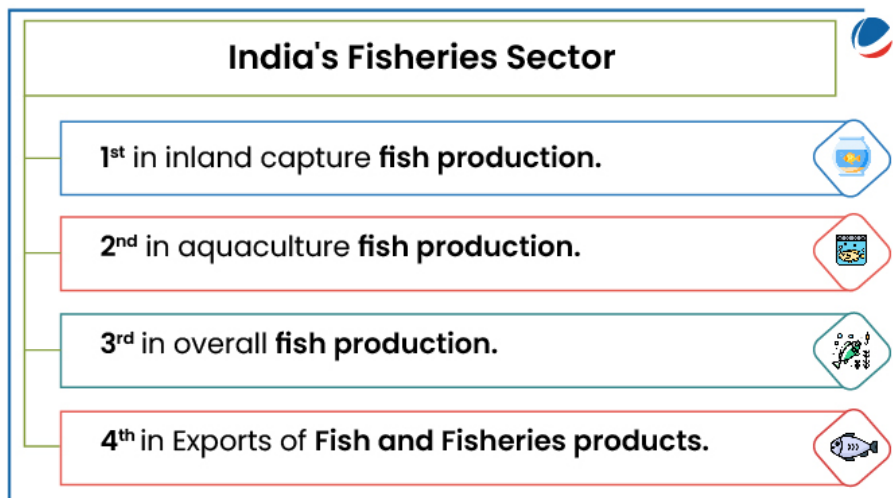 India's Fisheries Sector
1st in inland capture fish production.
2nd in aquaculture fish production.
3rd in overall fish production.
4th in Exports of Fish and Fisheries products.